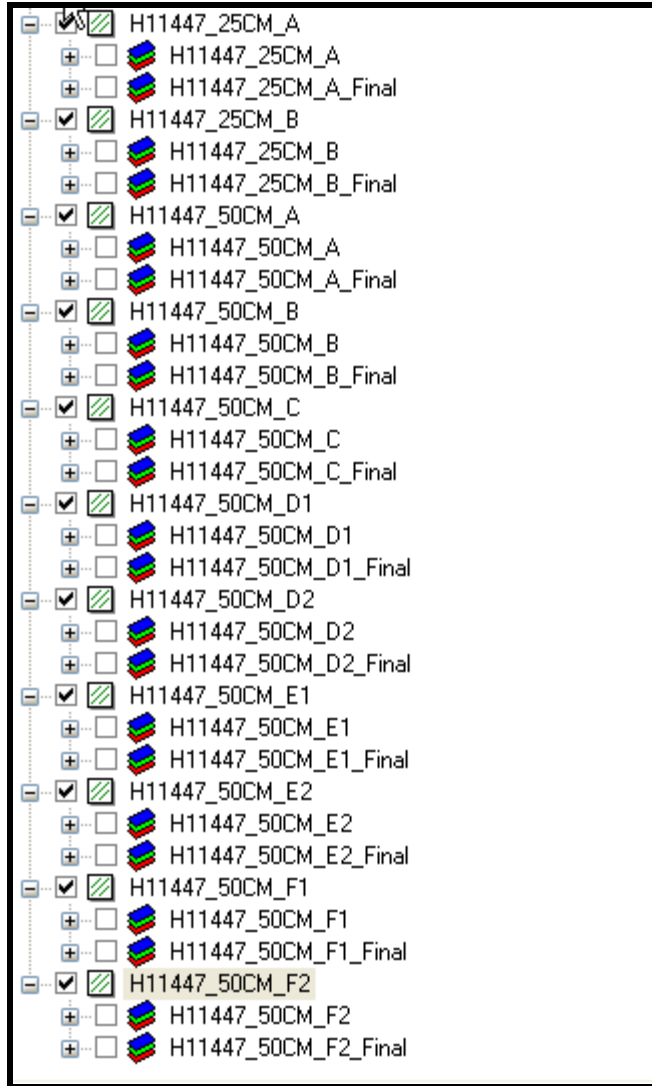 H11447_25CM_A
H11447_25CM_A
H11447_25CM_A_Final
H11447_25CM_B
H11447_25CM_B
H11447_25CM_B_Final
H11447_50CM_A
H11447_50CM_A
H11447_50CM_A_Final
H11447_50CM_B
H11447_50CM_B
H11447_50CM_B_Final
H11447_50CM_C
H11447_50CM_C
H11447_50CM_C_Final
H11447_50CM_D1
H11447_50CM_D1
H11447_50CM_D1_Final
H11447_50CM_D2
H11447_50CM_D2
H11447_50CM_D2_Final
H11447_50CM_E1
H11447_50CM_E1
H11447_50CM_E1_Final
H11447_50CM_E2
H11447_50CM_E2
H11447_50CM_E2_Final
H11447_50CM_F1
H11447_50CM_F1
H11447_50CM_F1_Final
H11447_50CM_F2
H11447_50CM_F2
H11447_50CM_F2_Final